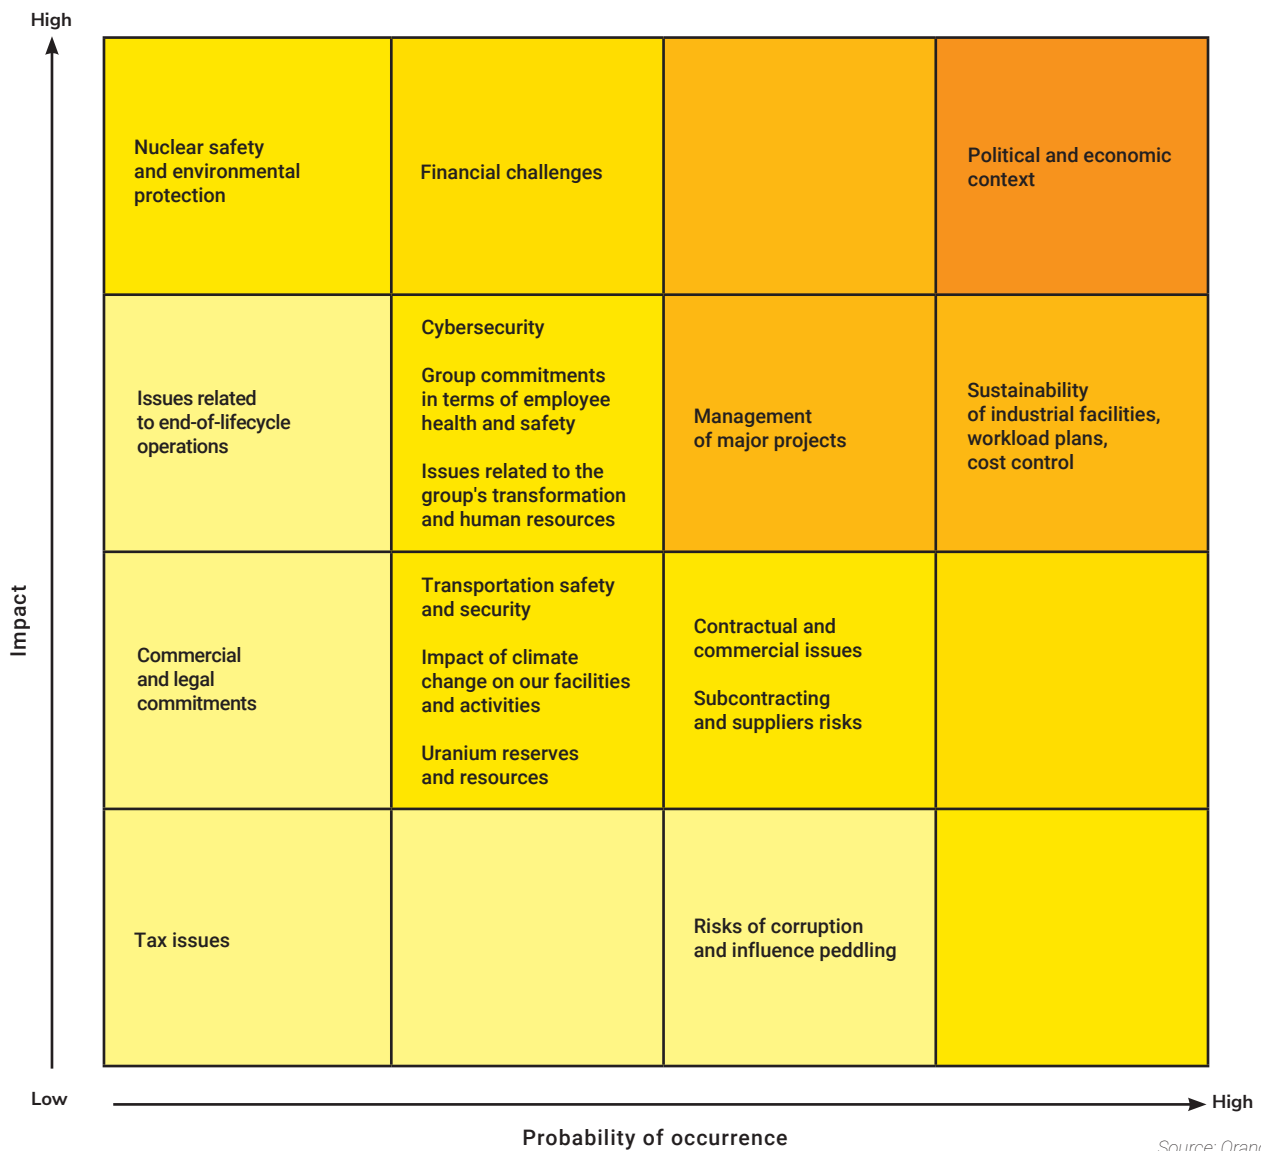 High
Nuclear safety
and environmental
protection
Financial challenges
Political and economic
context
Issues related
to end-of-lifecycle
operations
Cybersecurity
Group commitments
in terms of employee
health and safety
Issues related to the
group's transformation
and human resources
Management
of major projects
Sustainability
of industrial facilities,
workload plans,
cost control
Impact
Commercial
and legal
commitments
Transportation safety
and security
Impact of climate
change on our facilities
and activities
Uranium reserves
and resources
Contractual and
commercial issues
Subcontracting
and suppliers risks
Tax issues
Risks of corruption
and influence peddling
Low
High
Probability of occurrence
Source: